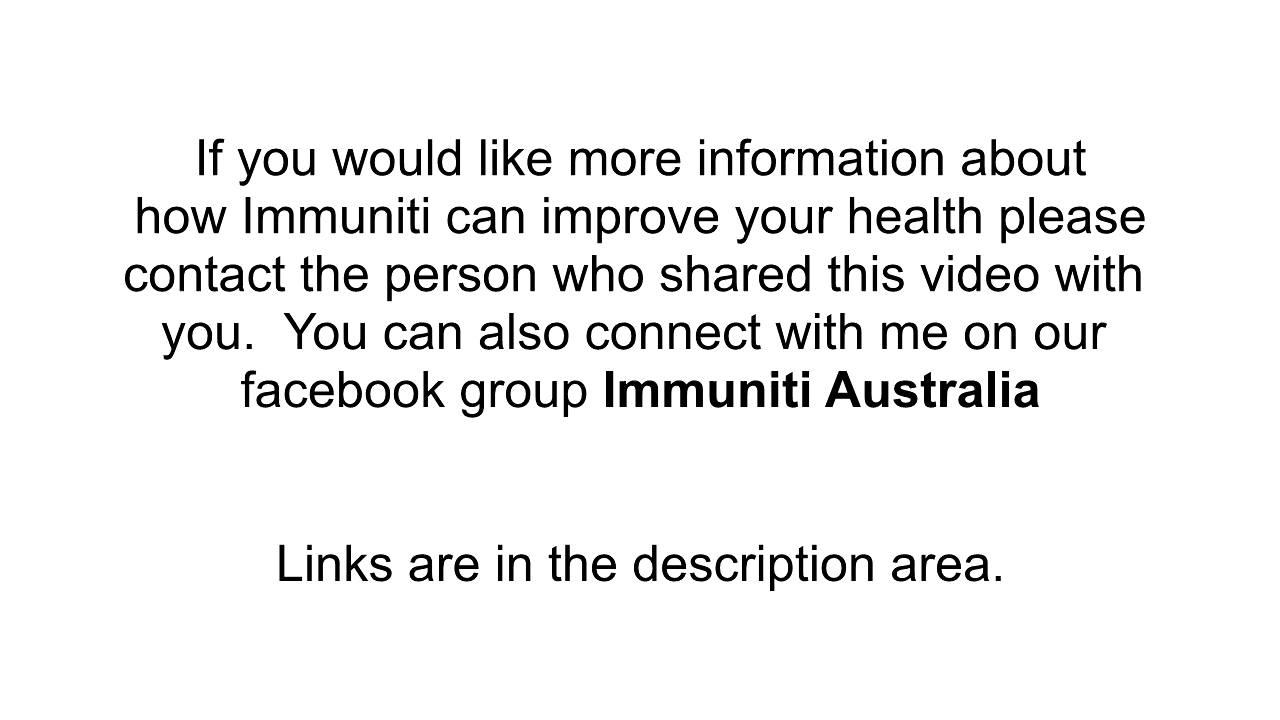 If you would like more information about
how Immuniti can improve your health please
contact the person who shared this video with
you.  You can also connect with me on our
facebook group Immuniti Australia
Links are in the description area.